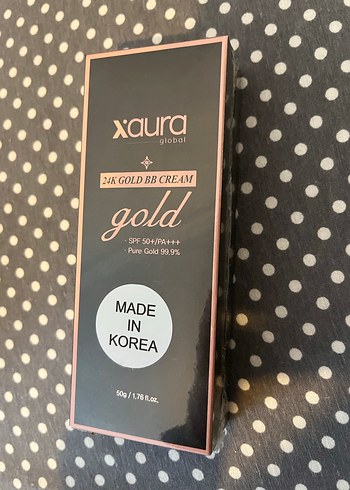 xaura
global
24K GOLD BB CREAM
gold
· SPF 50+/PA+++
· Pure Gold 99.9%
MADE
IN
KOREA
50g / 1.76 fl.oz.